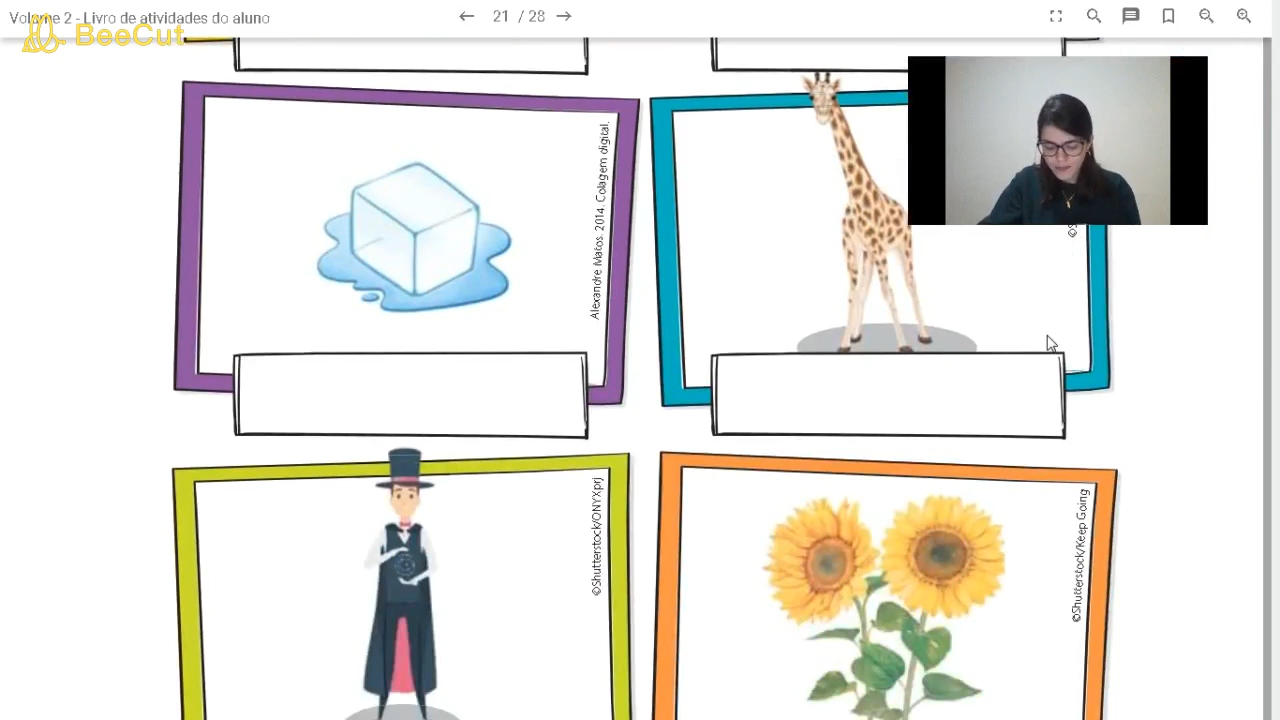 Volume 2 - Livro de atividades do aluno
21 / 28
BeeCut
Alexandre Matos. 2014. Colagem digital.
©S
©Shutterstock/ONYXprj
©Shutterstock/Keep Going